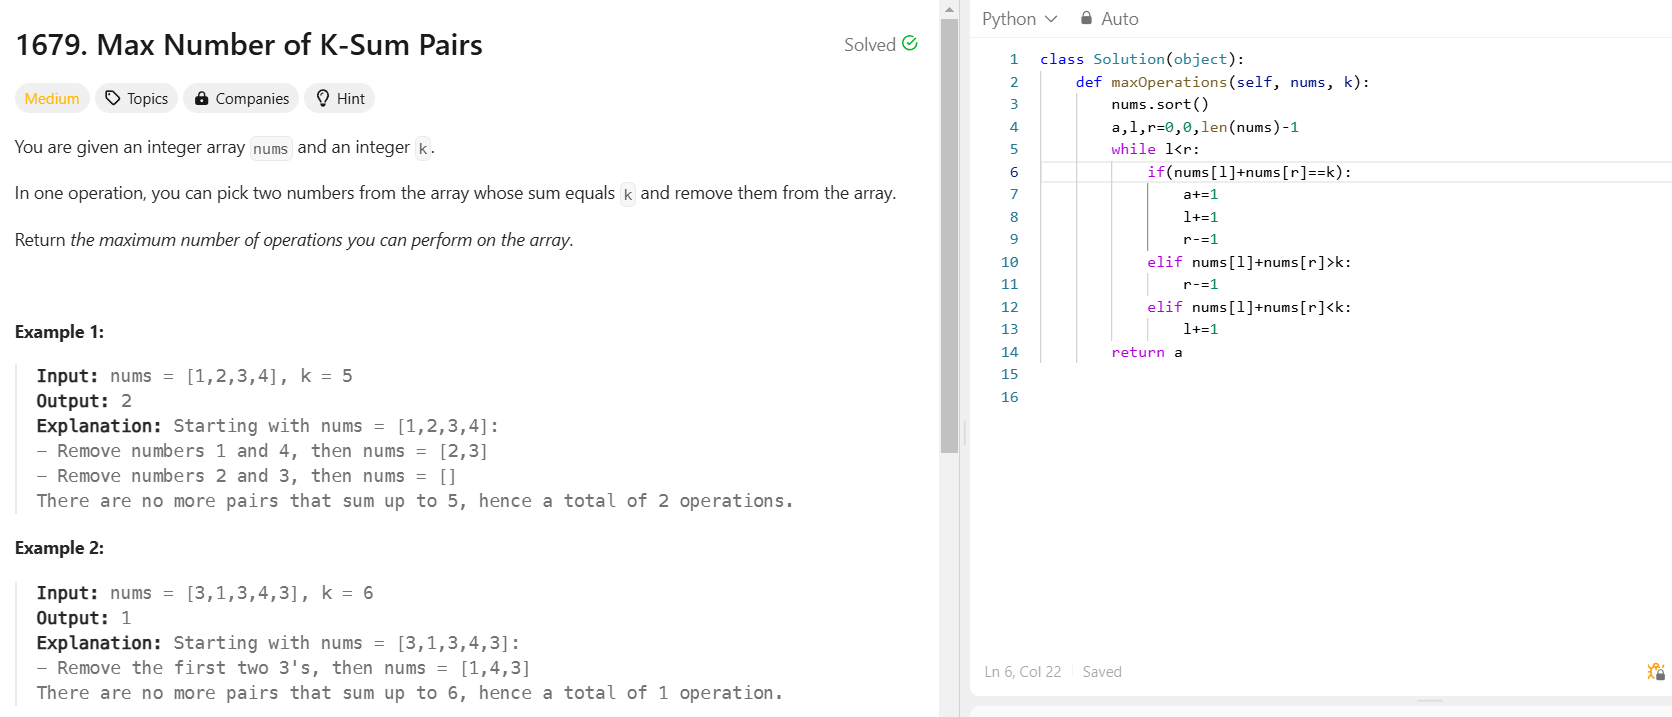 1679. Max Number of K-Sum Pairs
Solved
Medium
Topics
Companies
Hint
You are given an integer array nums and an integer k.
In one operation, you can pick two numbers from the array whose sum equals k and remove them from the array.
Return the maximum number of operations you can perform on the array.
Example 1:
Input: nums = [1,2,3,4], k = 5
Output: 2
Explanation: Starting with nums = [1,2,3,4]:
- Remove numbers 1 and 4, then nums = [2,3]
- Remove numbers 2 and 3, then nums = []
There are no more pairs that sum up to 5, hence a total of 2 operations.
Example 2:
Input: nums = [3,1,3,4,3], k = 6
Output: 1
Explanation: Starting with nums = [3,1,3,4,3]:
- Remove the first two 3's, then nums = [1,4,3]
There are no more pairs that sum up to 6, hence a total of 1 operation.
Python
Auto
1 class Solution(object):
2     def maxOperations(self, nums, k):
3         nums.sort()
4         a,l,r=0,0,len(nums)-1
5         while l<r:
6             if(nums[l]+nums[r]==k):
7                 a+=1
8                 l+=1
9                 r-=1
10             elif nums[l]+nums[r]>k:
11                 r-=1
12             elif nums[l]+nums[r]<k:
13                 l+=1
14         return a
15
16
Ln 6, Col 22
Saved